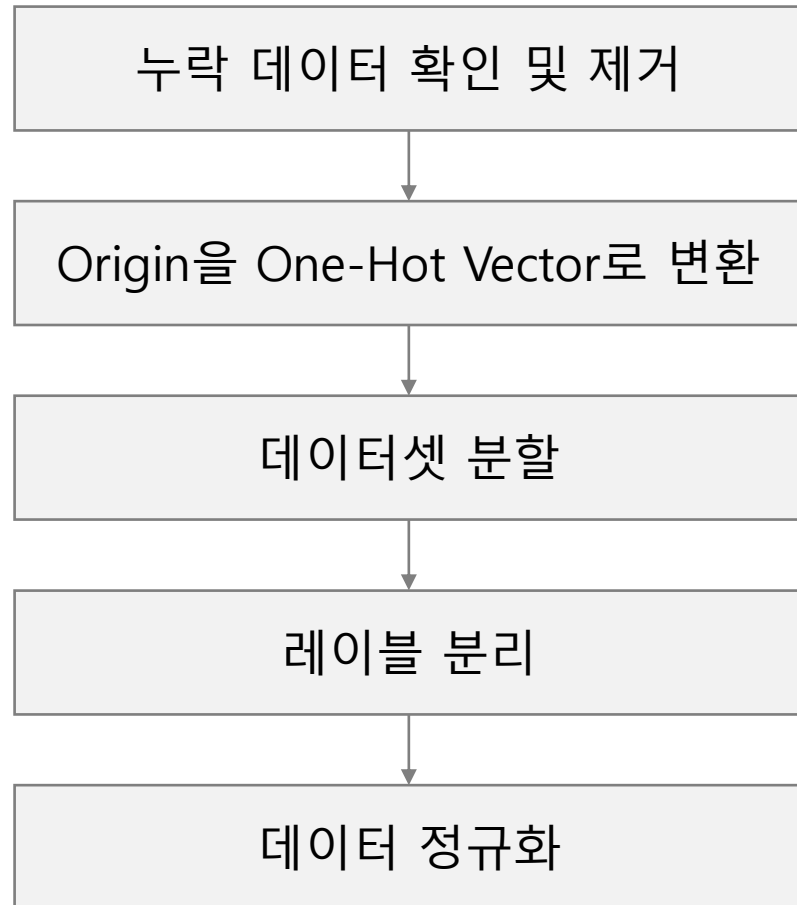 누락 데이터 확인 및 제거
Origin을 One-Hot Vector로 변환
데이터셋 분할
레이블 분리
데이터 정규화